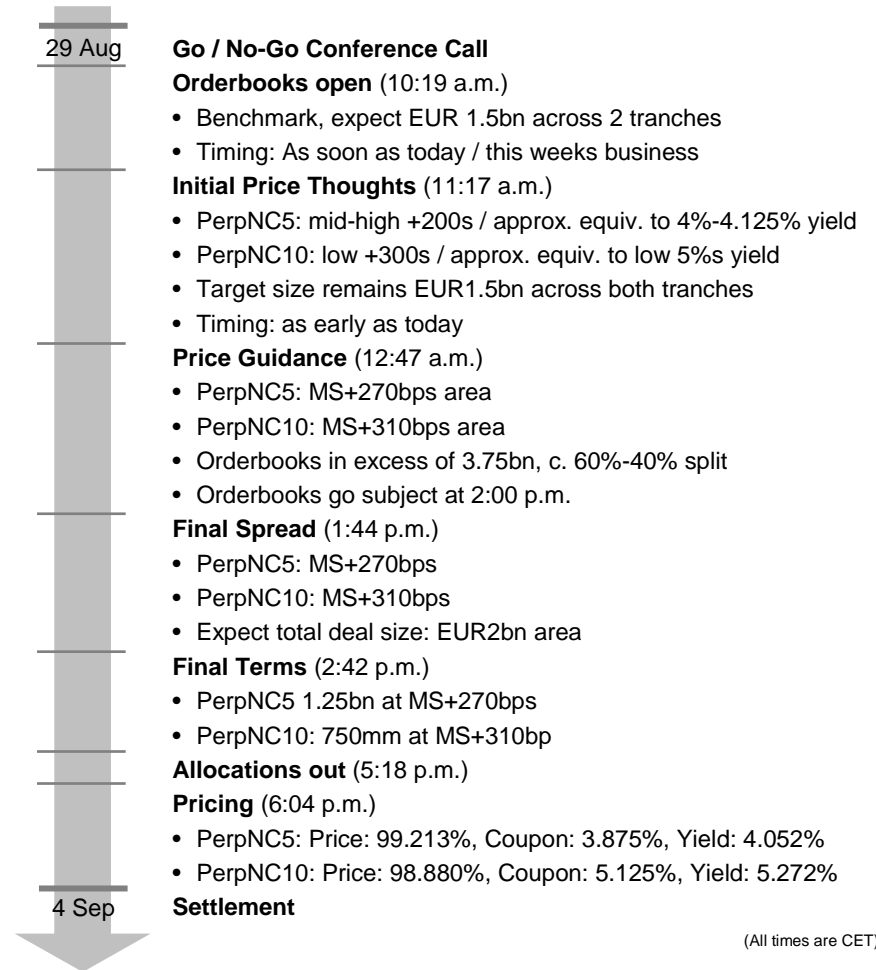 29 Aug Go / No-Go Conference Call
Orderbooks open (10:19 a.m.)
• Benchmark, expect EUR 1.5bn across 2 tranches
• Timing: As soon as today / this weeks business
Initial Price Thoughts (11:17 a.m.)
• PerpNC5: mid-high +200s / approx. equiv. to 4%-4.125% yield
• PerpNC10: low +300s / approx. equiv. to low 5%s yield
• Target size remains EUR1.5bn across both tranches
• Timing: as early as today
Price Guidance (12:47 a.m.)
• PerpNC5: MS+270bps area
• PerpNC10: MS+310bps area
• Orderbooks in excess of 3.75bn, c. 60%-40% split
• Orderbooks go subject at 2:00 p.m.
Final Spread (1:44 p.m.)
• PerpNC5: MS+270bps
• PerpNC10: MS+310bps
• Expect total deal size: EUR2bn area
Final Terms (2:42 p.m.)
• PerpNC5 1.25bn at MS+270bps
• PerpNC10: 750mm at MS+310bp
Allocations out (5:18 p.m.)
Pricing (6:04 p.m.)
• PerpNC5: Price: 99.213%, Coupon: 3.875%, Yield: 4.052%
• PerpNC10: Price: 98.880%, Coupon: 5.125%, Yield: 5.272%
4 Sep Settlement
(All times are CET)